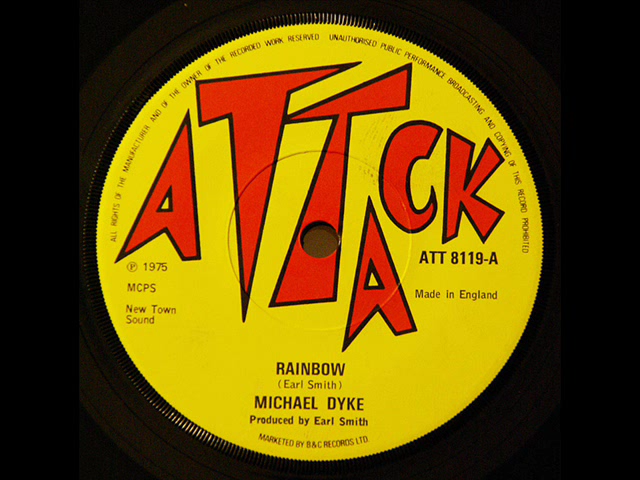 ALL RIGHTS OF THE MANUFACTURER AND OF THE OWNER OF THE RECORDED WORK RESERVED UNAUTHORISED PUBLIC PERFORMANCE BROADCASTING AND COPYING OF THIS RECORD PROHIBITED
ATTACK
ATT 8119-A
℗ 1975
MCPS
Made in England
New Town
Sound
RAINBOW
(Earl Smith)
MICHAEL DYKE
Produced by Earl Smith
MARKETED BY B&C RECORDS LTD.